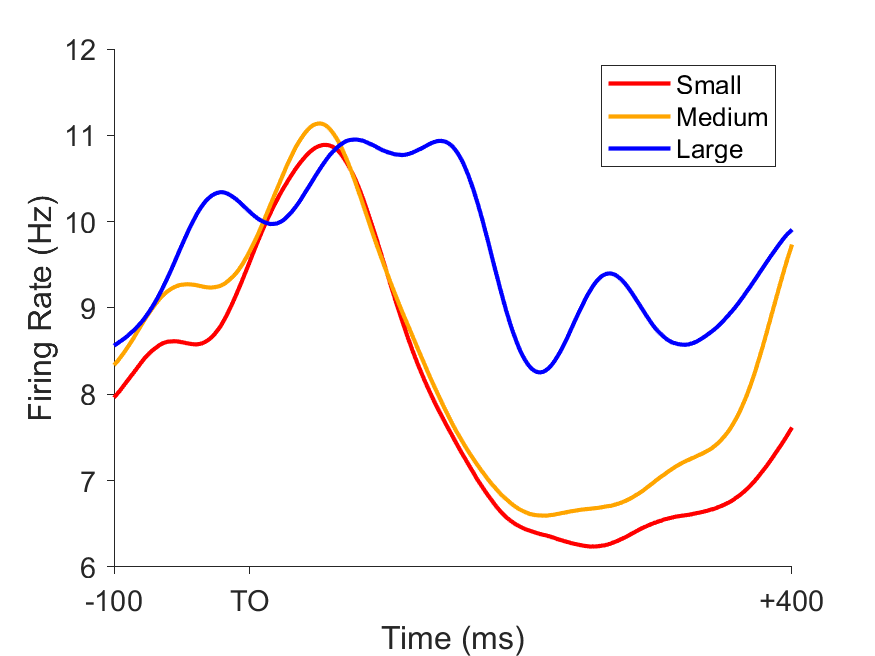 12
11
10
9
8
7
6
Firing Rate (Hz)
Small
Medium
Large
-100
TO
+400
Time (ms)